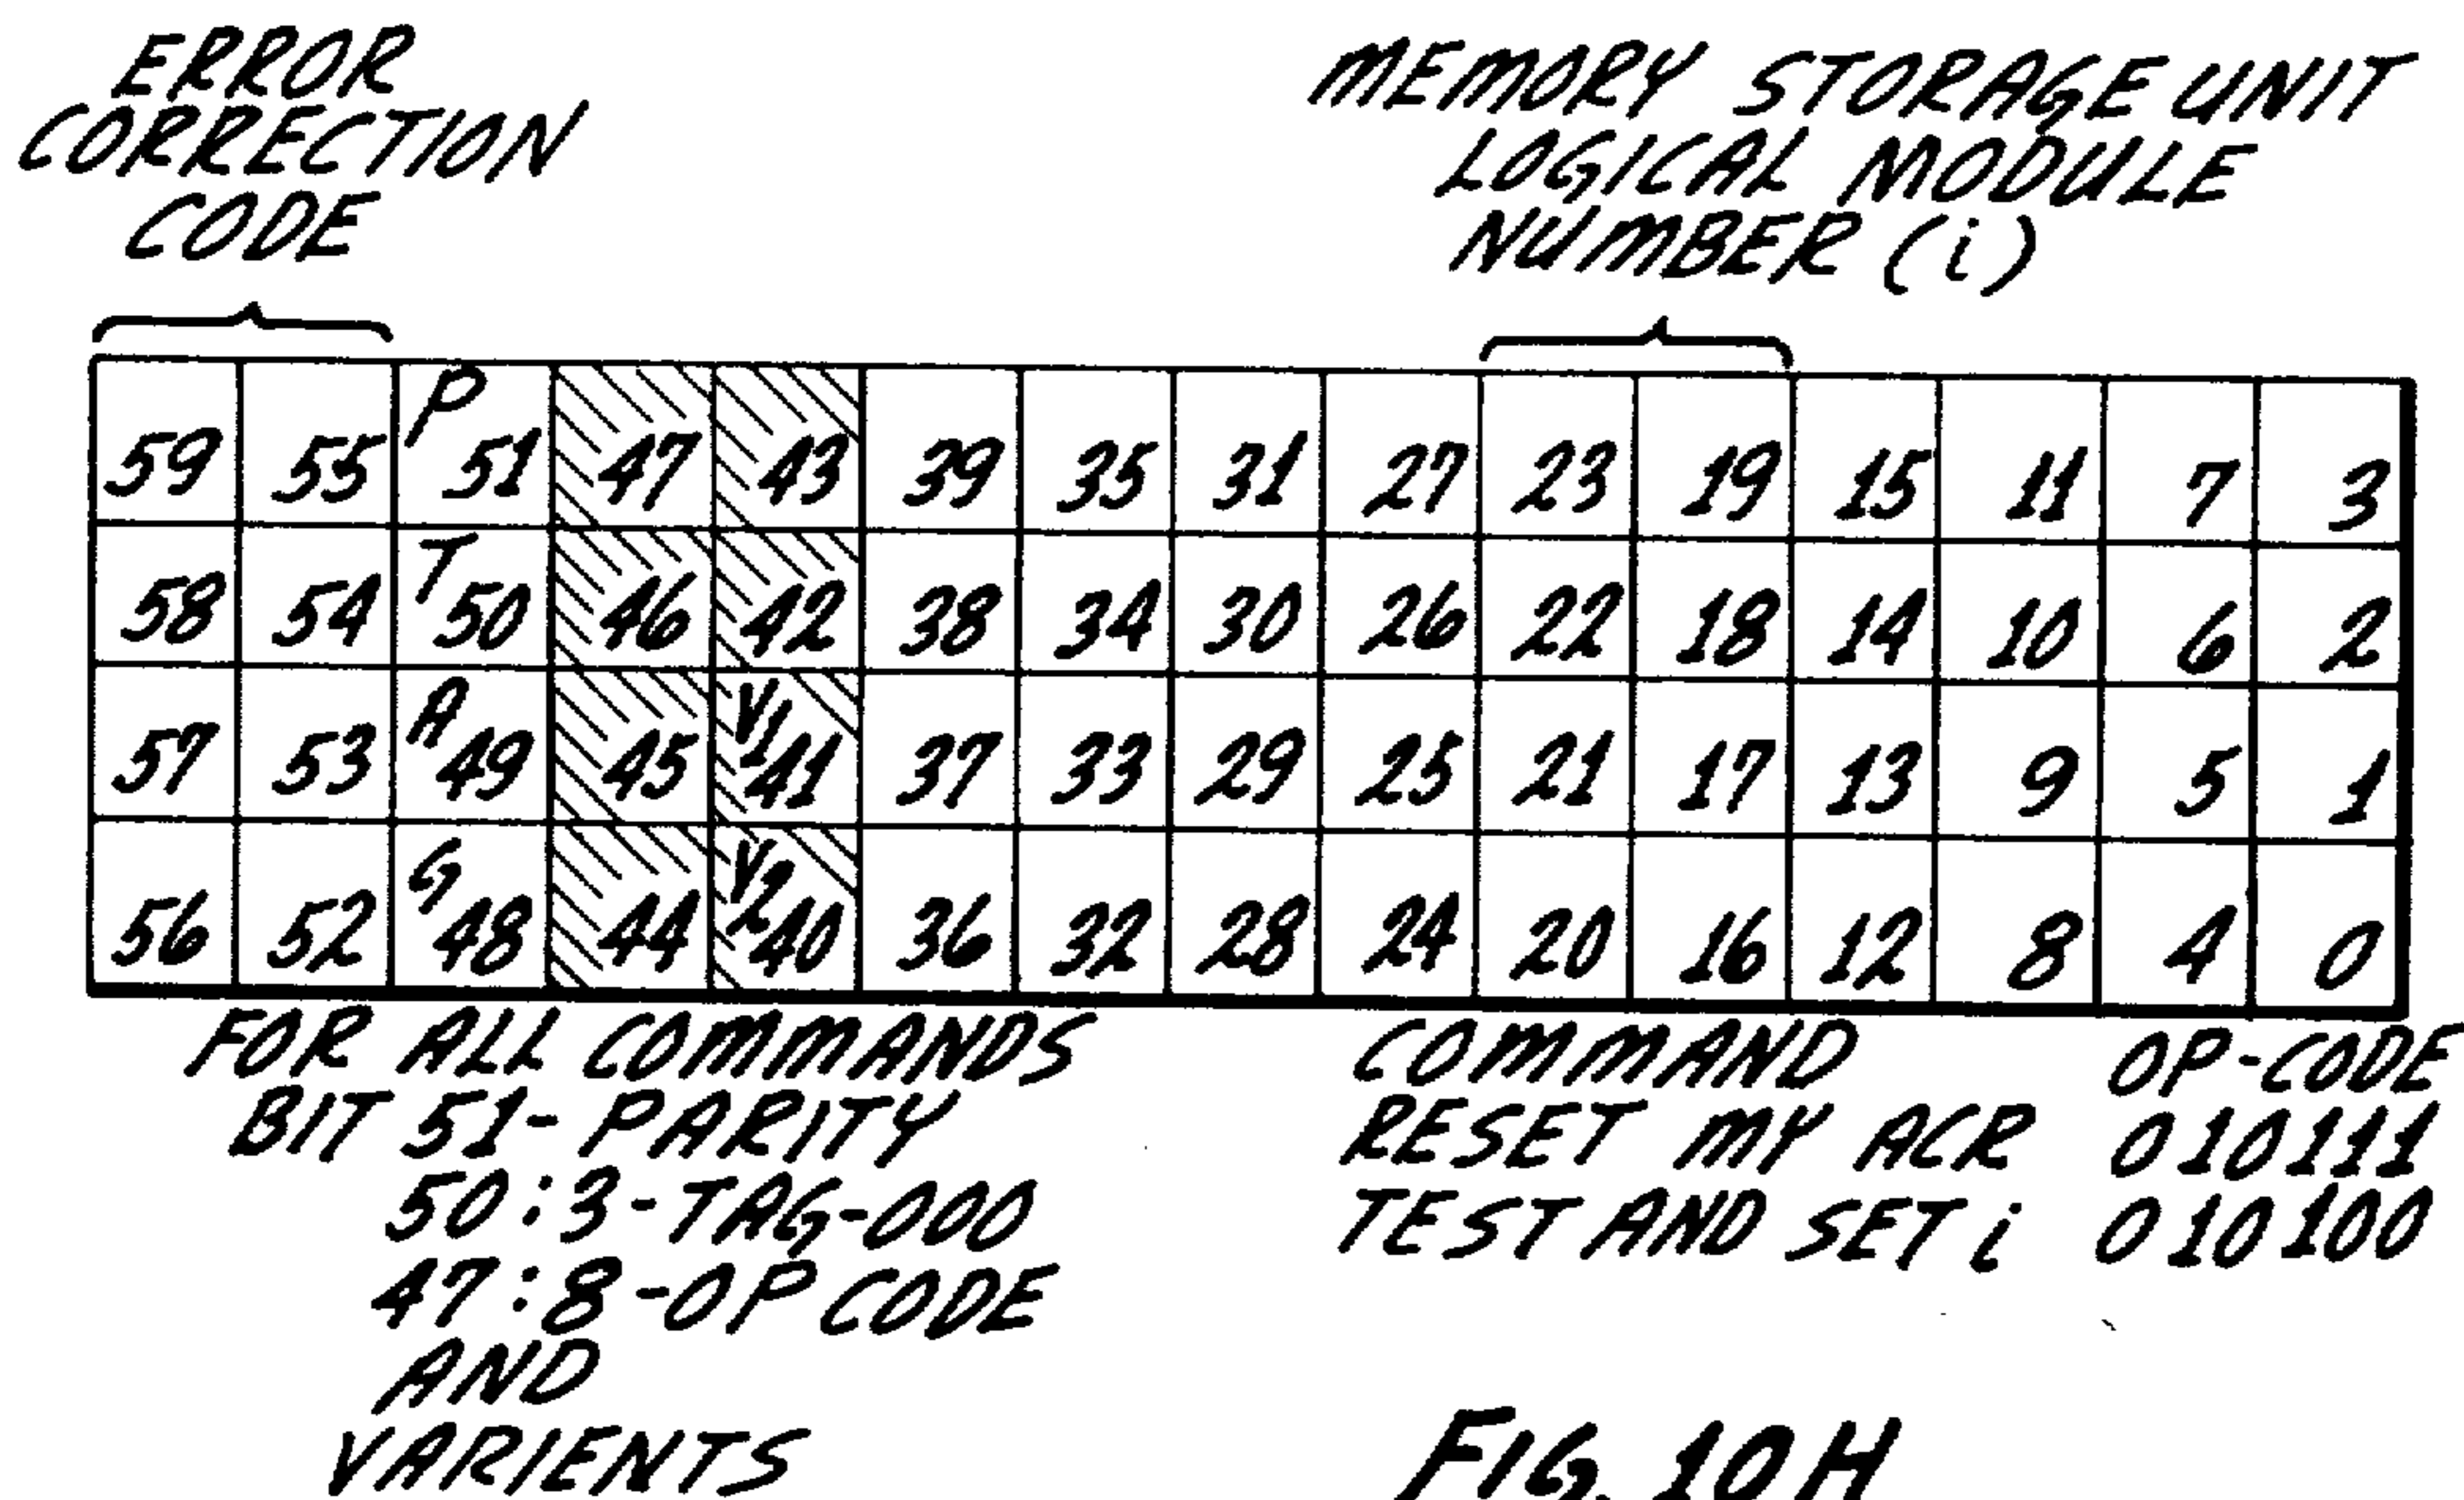 ERROR
CORRECTION
CODE
MEMORY STORAGE UNIT
LOGICAL MODULE
NUMBER (i)
59 55 P 51 47 43 39 35 31 27 23 19 15 11 7 3
58 54 T 50 46 42 38 34 30 26 22 18 14 10 6 2
57 53 A 49 45 V1 41 37 33 29 25 21 17 13 9 5 1
56 52 G 48 44 V2 40 36 32 28 24 20 16 12 8 4 0
FOR ALL COMMANDS
BIT 51- PARITY
50:3-TAG-000
47:8-OP CODE
AND
VARIENTS
COMMAND OP-CODE
RESET MY ACR 010111
TEST AND SET i 010100
FIG. 10H